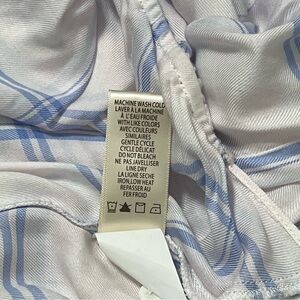 MACHINE WASH COLD
LAVER À LA MACHINE
À L'EAU FROIDE
WITH LIKE COLORS
AVEC COULEURS
SIMILAIRES
GENTLE CYCLE
CYCLE DÉLICAT
DO NOT BLEACH
NE PAS JAVELLISER
LINE DRY
LA LIGNE SÈCHE
IRON,LOW HEAT
REPASSER AU
FER FROID